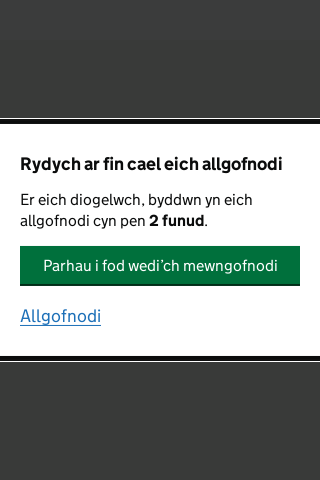 Rydych ar fin cael eich allgofnodi
Er eich diogelwch, byddwn yn eich
allgofnodi cyn pen 2 funud.
Parhau i fod wedi’ch mewngofnodi
Allgofnodi